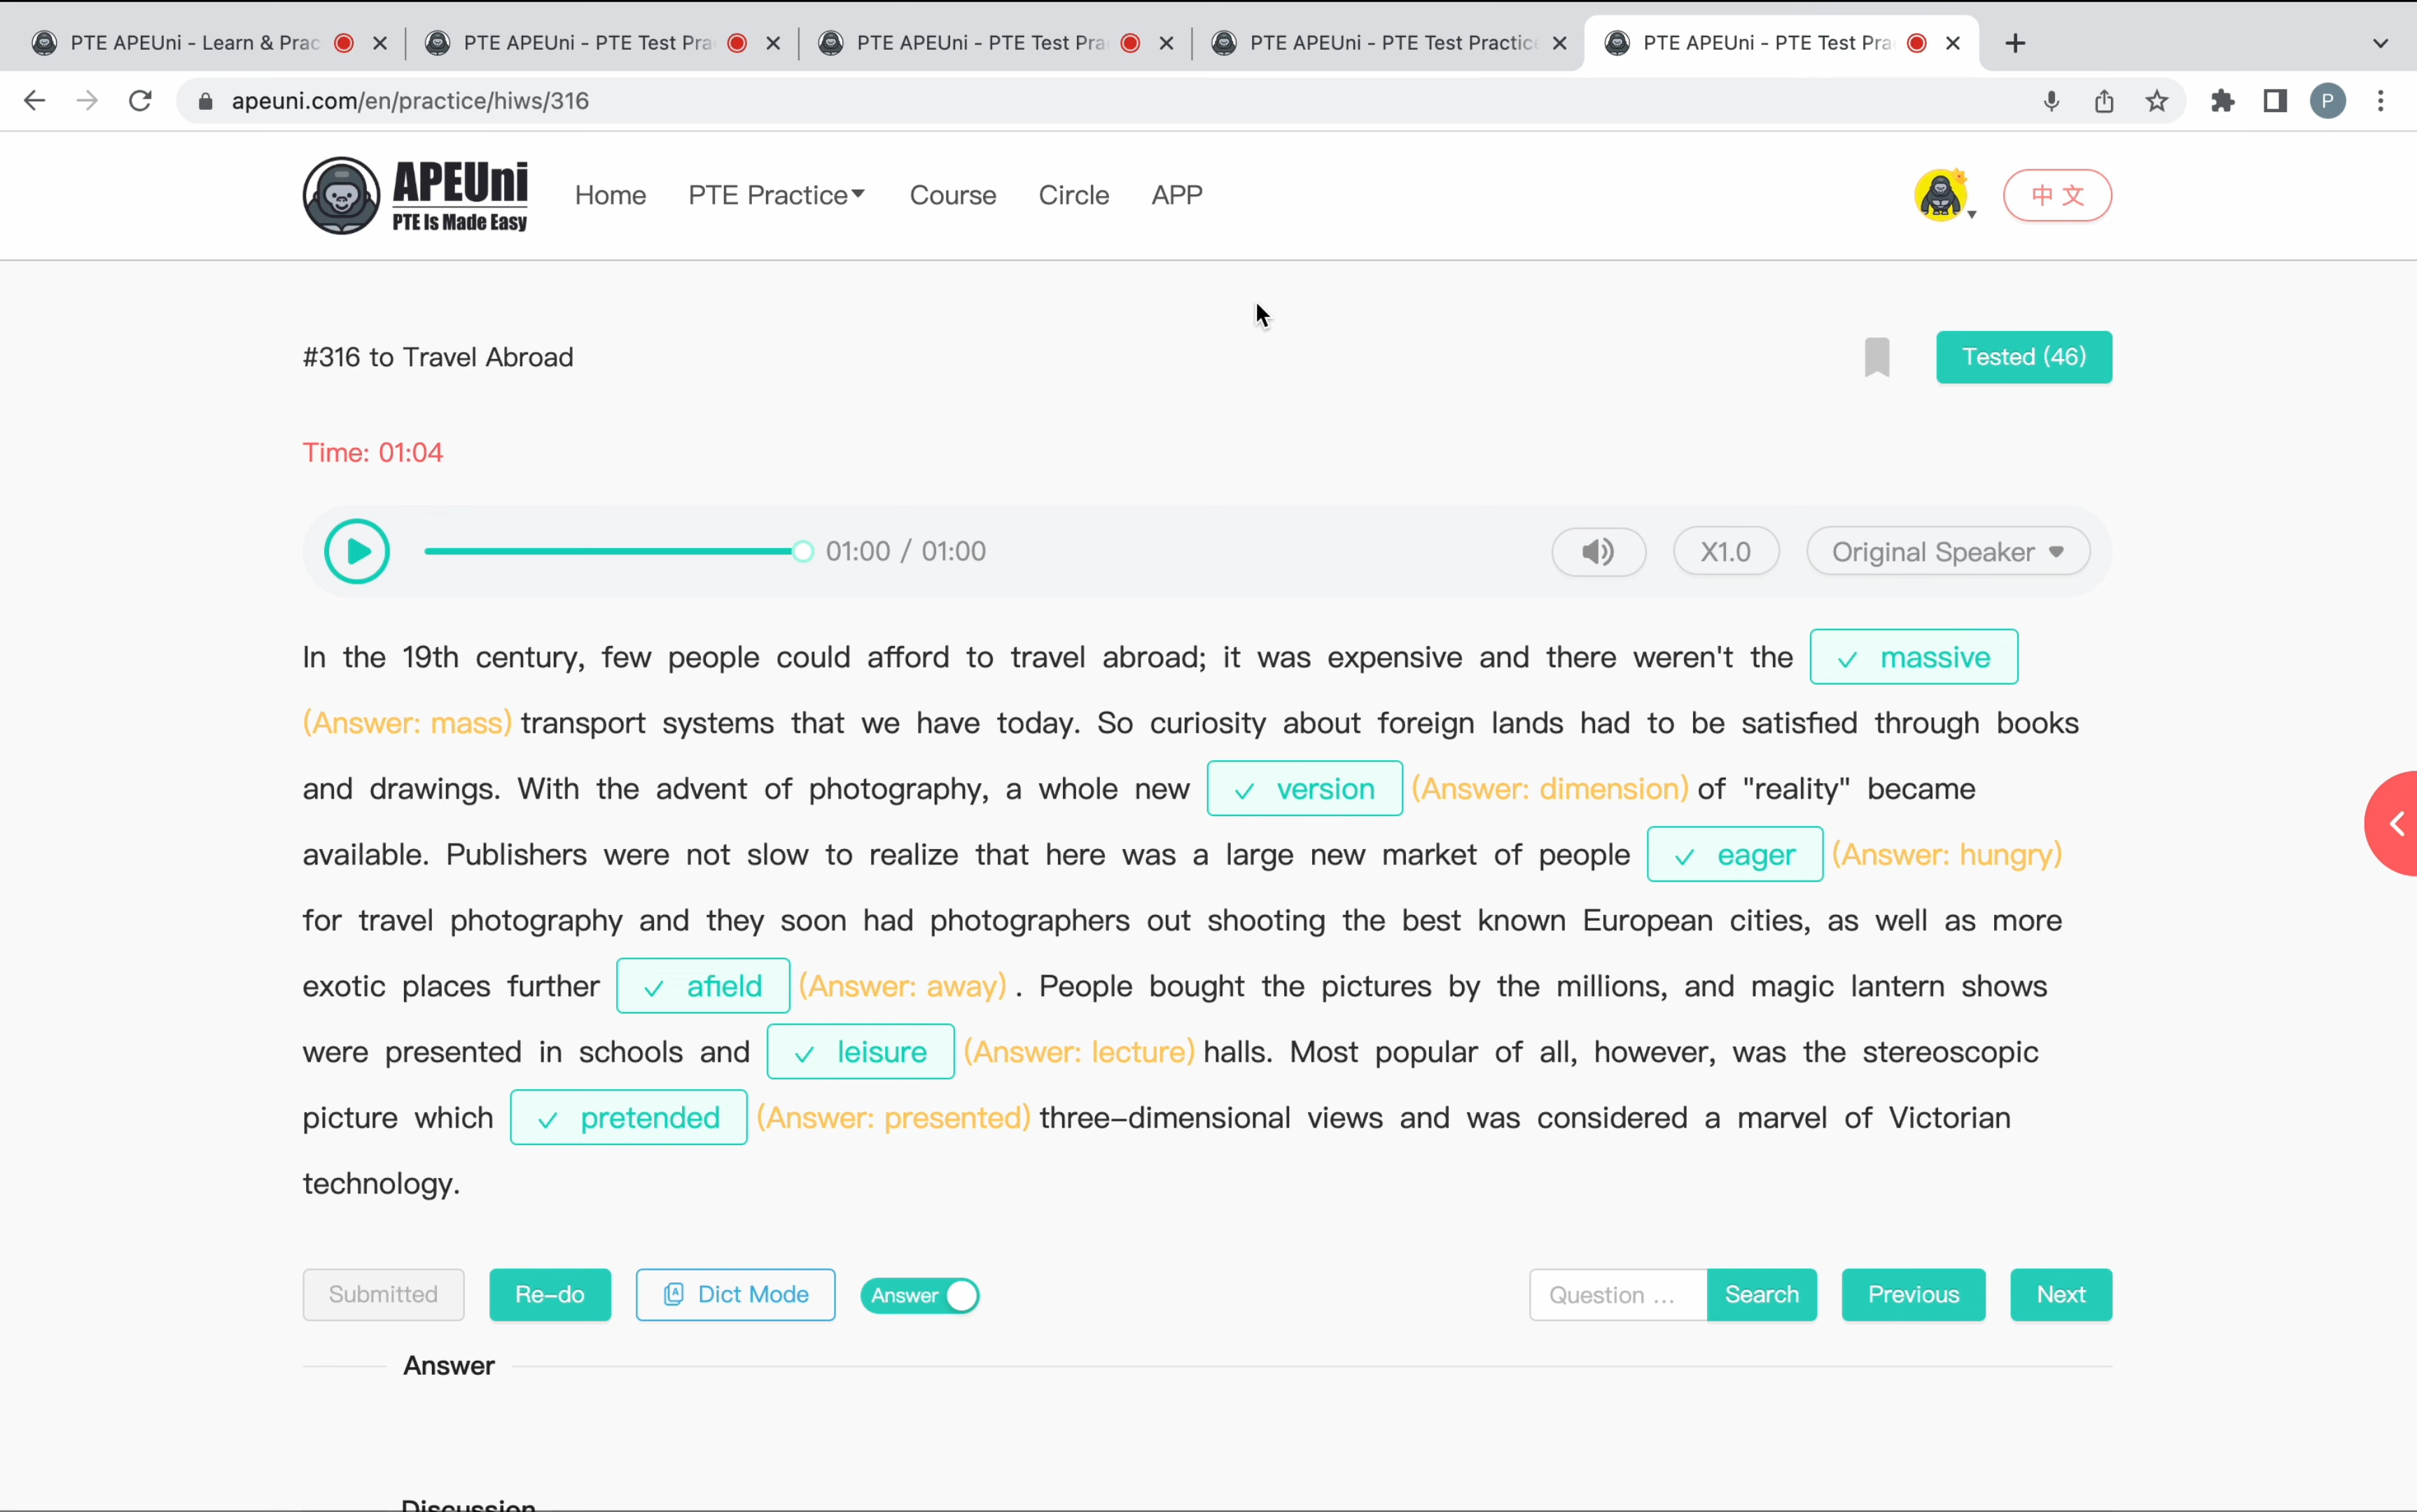 PTE APEUni - Learn & Prac
PTE APEUni - PTE Test Pra
PTE APEUni - PTE Test Pra
PTE APEUni - PTE Test Practice
PTE APEUni - PTE Test Pra
apeuni.com/en/practice/hiws/316
P
APEUni
PTE Is Made Easy
Home
PTE Practice
Course
Circle
APP
中文
#316 to Travel Abroad
Tested (46)
Time: 01:04
01:00 / 01:00
X1.0
Original Speaker
In the 19th century, few people could afford to travel abroad; it was expensive and there weren't the massive
(Answer: mass) transport systems that we have today. So curiosity about foreign lands had to be satisfied through books
and drawings. With the advent of photography, a whole new version (Answer: dimension) of "reality" became
available. Publishers were not slow to realize that here was a large new market of people eager (Answer: hungry)
for travel photography and they soon had photographers out shooting the best known European cities, as well as more
exotic places further afield (Answer: away) . People bought the pictures by the millions, and magic lantern shows
were presented in schools and leisure (Answer: lecture) halls. Most popular of all, however, was the stereoscopic
picture which pretended (Answer: presented) three-dimensional views and was considered a marvel of Victorian
technology.
Submitted
Re-do
Dict Mode
Answer
Question ...
Search
Previous
Next
Answer
Discussion